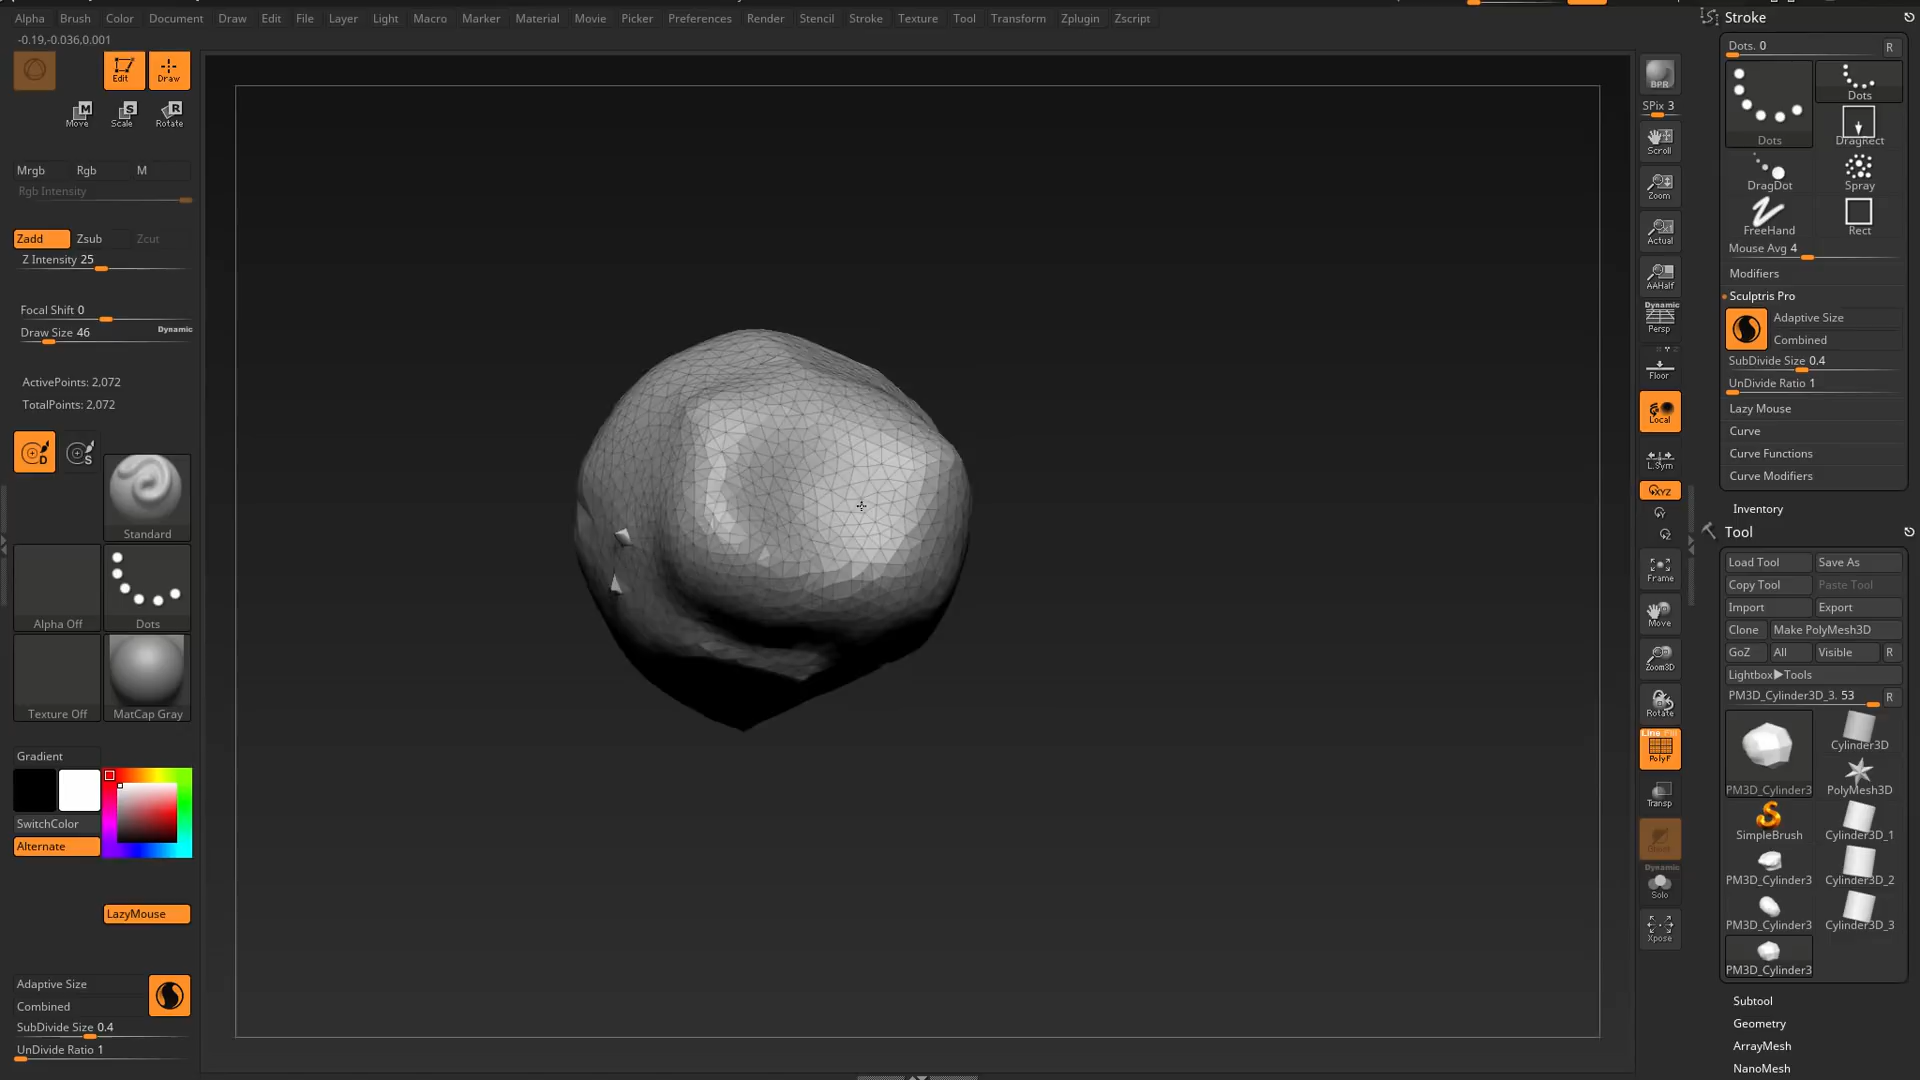 Alpha Brush Color Document Draw Edit File Layer Light Macro Marker Material Movie Picker Preferences Render Stencil Stroke Texture Tool Transform Zplugin Zscript
-0.19,-0.036,0.001
Edit Draw
Move Scale Rotate
M S R
Mrgb Rgb M
Rgb Intensity
Zadd Zsub Zcut
Z Intensity 25
Focal Shift 0
Draw Size 46 Dynamic
ActivePoints: 2,072
TotalPoints: 2,072
D S
Standard
Alpha Off Dots
Texture Off MatCap Gray
Gradient
SwitchColor
Alternate
LazyMouse
Adaptive Size
Combined
SubDivide Size 0.4
UnDivide Ratio 1
BPR
SPix 3
Scroll
Zoom
Actual
AAHalf
Dynamic
Persp
Floor
Local
L.Sym
XYZ
Y
Z
Frame
Move
Zoom3D
Rotate
Line Fill
PolyF
Transp
Dynamic
Solo
Xpose
Stroke
Dots. 0 R
Dots Dots
DragRect
DragDot Spray
FreeHand Rect
Mouse Avg 4
Modifiers
Sculptris Pro
Adaptive Size
Combined
SubDivide Size 0.4
UnDivide Ratio 1
Lazy Mouse
Curve
Curve Functions
Curve Modifiers
Inventory
Tool
Load Tool Save As
Copy Tool Paste Tool
Import Export
Clone Make PolyMesh3D
GoZ All Visible R
Lightbox▶Tools
PM3D_Cylinder3D_3. 53 R
Cylinder3D
PM3D_Cylinder3 PolyMesh3D
SimpleBrush Cylinder3D_1
PM3D_Cylinder3 Cylinder3D_2
PM3D_Cylinder3 Cylinder3D_3
PM3D_Cylinder3
Subtool
Geometry
ArrayMesh
NanoMesh